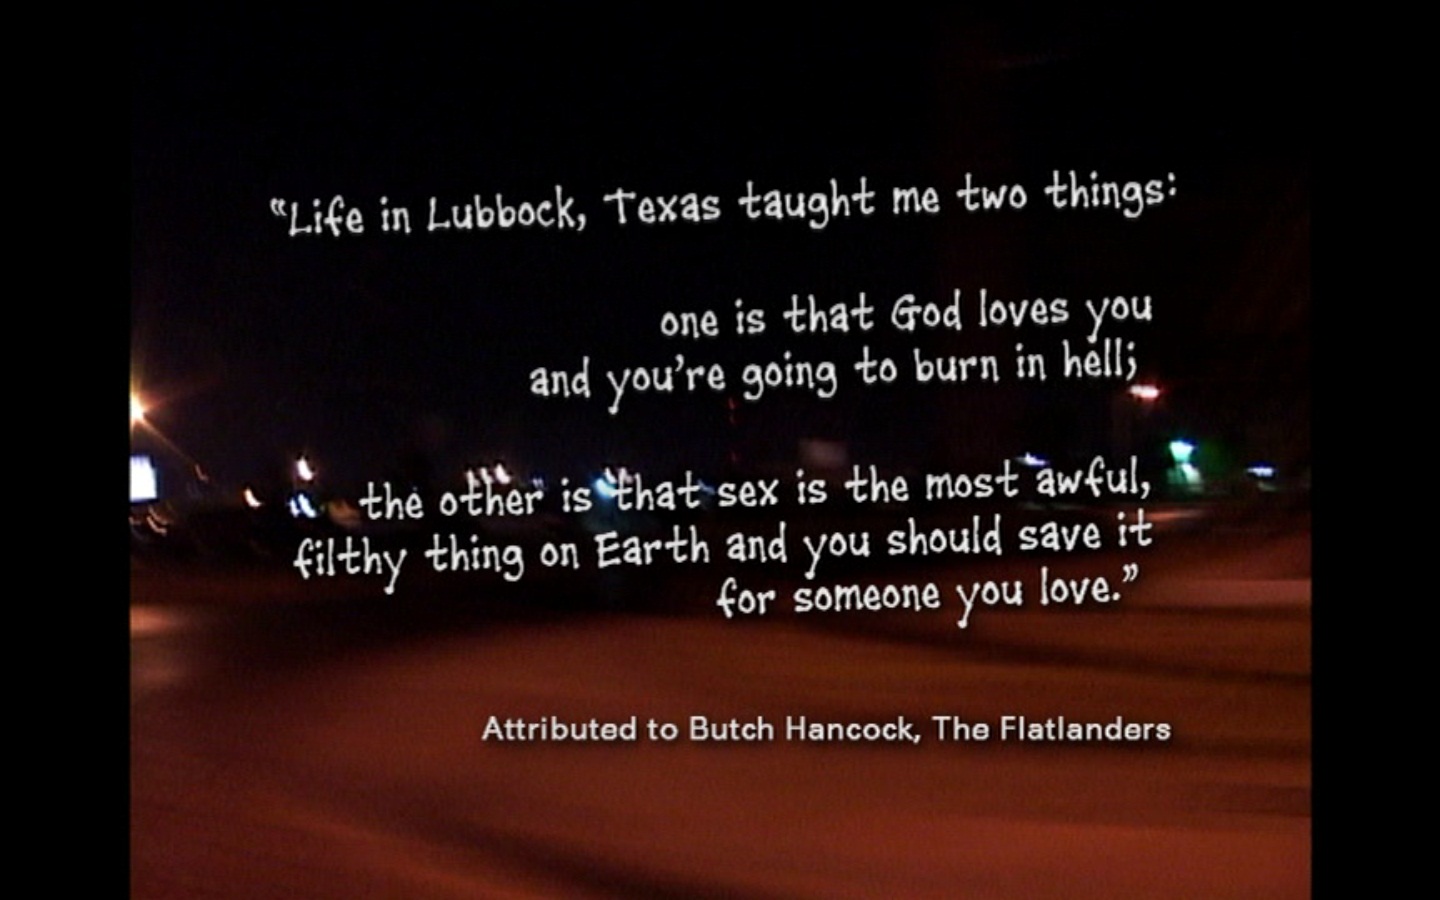 “Life in Lubbock, Texas taught me two things:
one is that God loves you
and you’re going to burn in hell;
the other is that sex is the most awful,
filthy thing on Earth and you should save it
for someone you love.”
Attributed to Butch Hancock, The Flatlanders